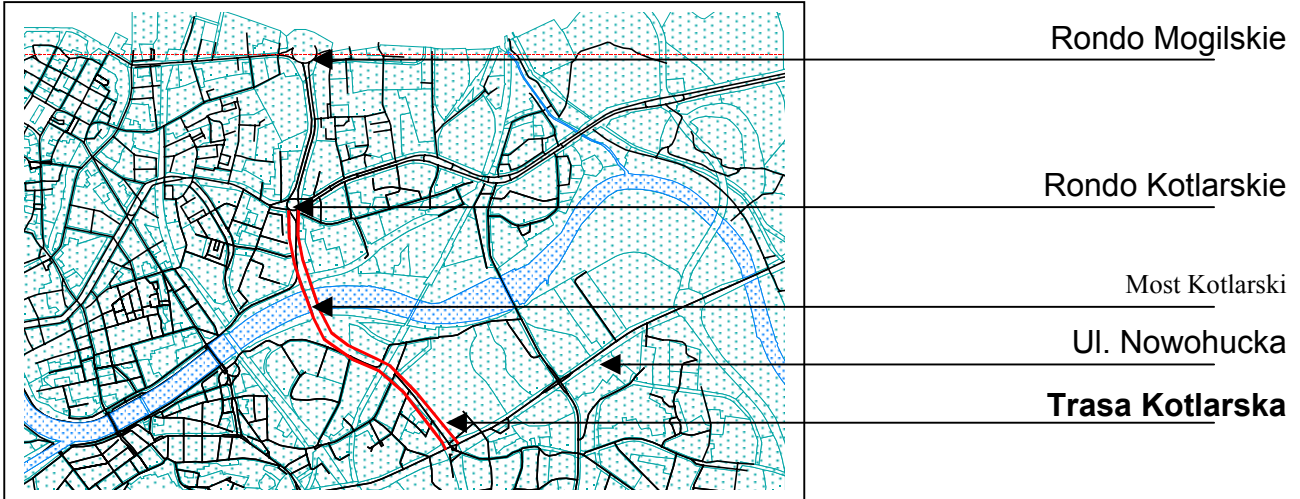 Rondo Mogilskie
Rondo Kotlarskie
Most Kotlarski
Ul. Nowohucka
Trasa Kotlarska